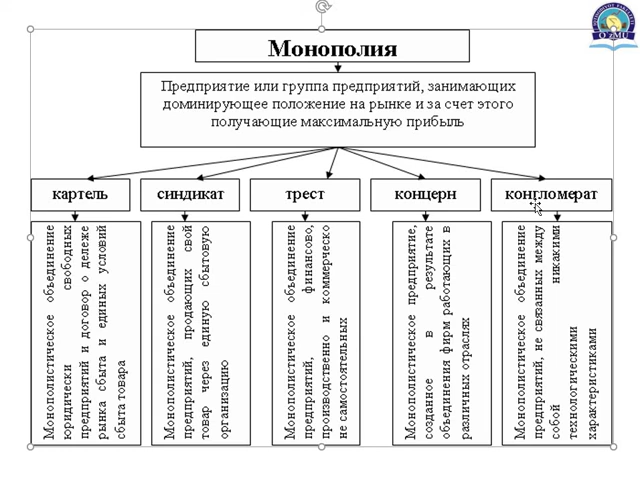 Монополия
Предприятие или группа предприятий, занимающих
доминирующее положение на рынке и за счет этого
получающие максимальную прибыль
картель
синдикат
трест
концерн
конгломерат
Монополистическое объединение
юридически свободных
предприятий и договор о дележе
рынка сбыта и единых условий
сбыта товара
Монополистическое объединение
предприятий, продающих свой
товар через единую сбытовую
организацию
Монополистическое объединение
предприятий, финансово,
производственно и коммерческо
не самостоятельных
Монополистическое предприятие,
созданное в результате
объединения фирм работающих в
различных отраслях
Монополистическое объединение
предприятий, не связанных между
собой никакими
технологическими
характеристиками
O'zMU